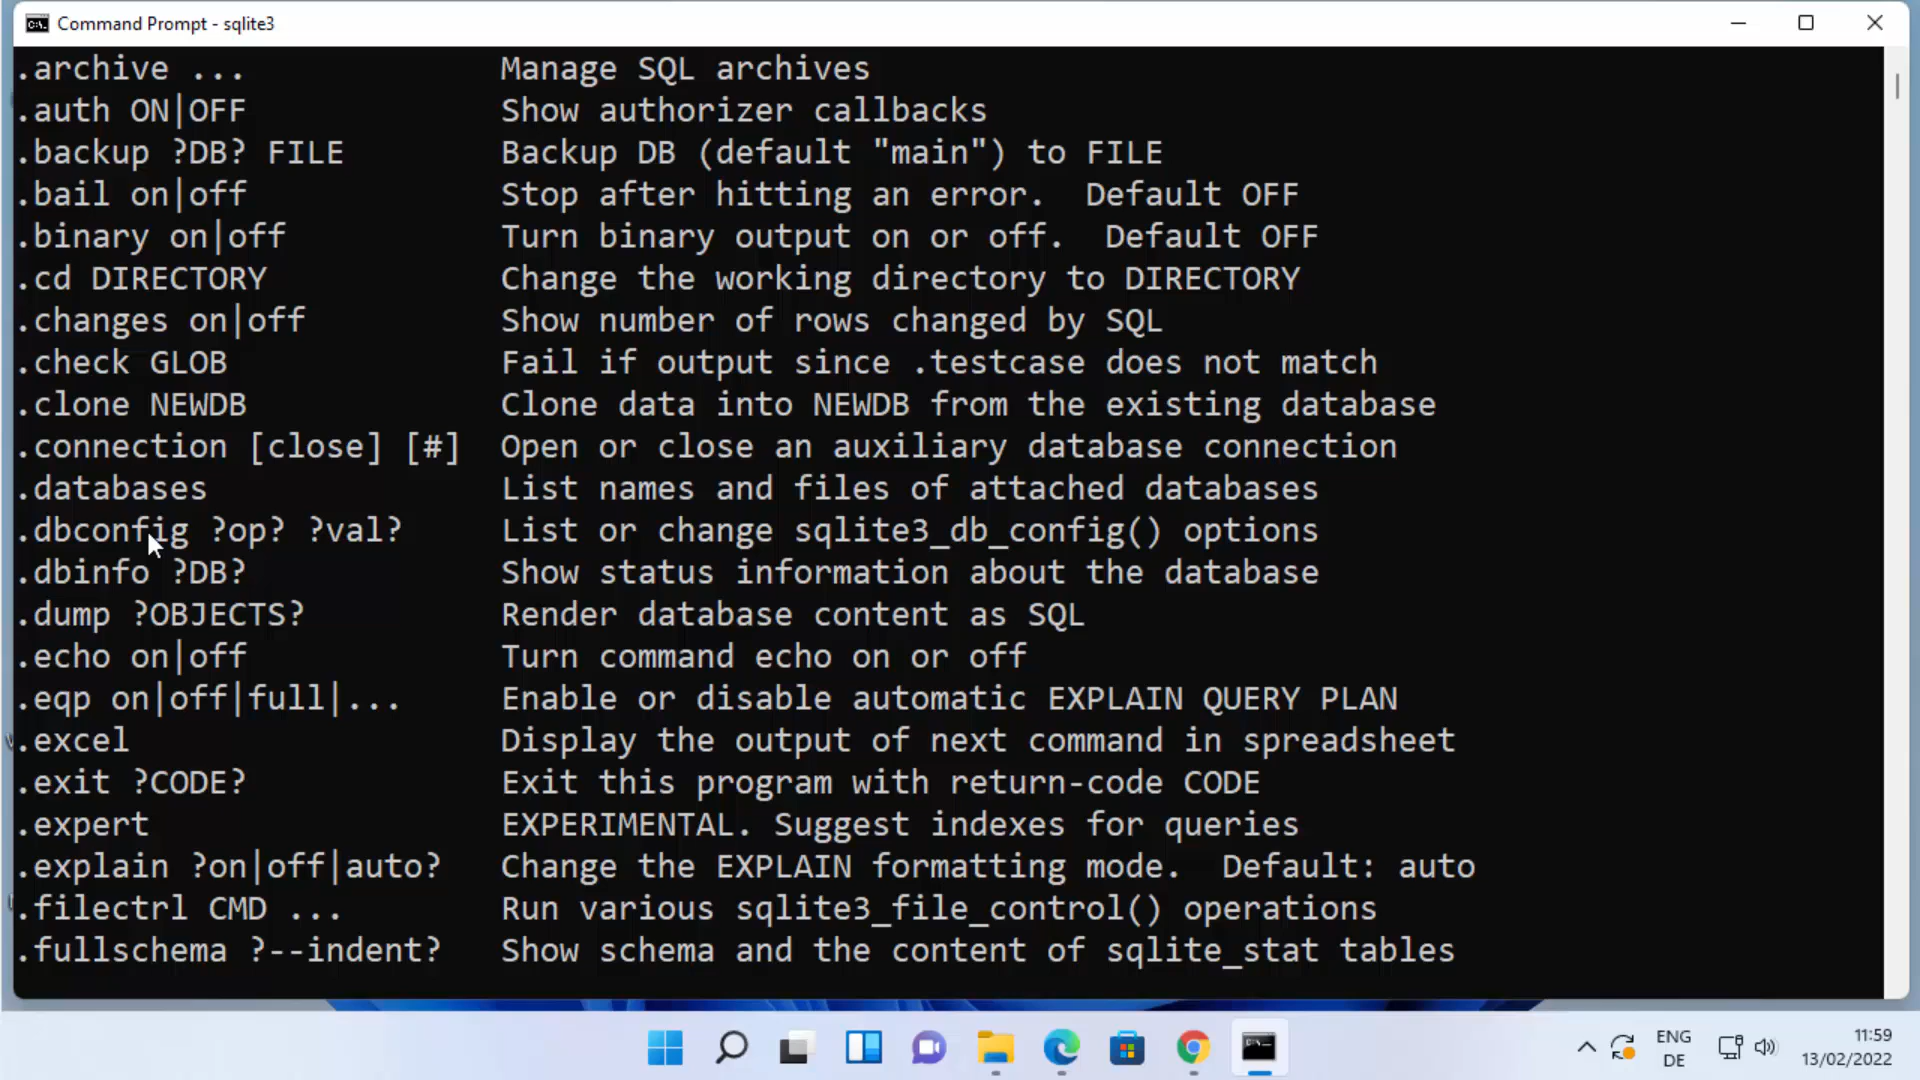 Command Prompt - sqlite3
.archive ...             Manage SQL archives
.auth ON|OFF             Show authorizer callbacks
.backup ?DB? FILE        Backup DB (default "main") to FILE
.bail on|off             Stop after hitting an error.  Default OFF
.binary on|off           Turn binary output on or off.  Default OFF
.cd DIRECTORY            Change the working directory to DIRECTORY
.changes on|off          Show number of rows changed by SQL
.check GLOB              Fail if output since .testcase does not match
.clone NEWDB             Clone data into NEWDB from the existing database
.connection [close] [#]  Open or close an auxiliary database connection
.databases               List names and files of attached databases
.dbconfig ?op? ?val?     List or change sqlite3_db_config() options
.dbinfo ?DB?             Show status information about the database
.dump ?OBJECTS?          Render database content as SQL
.echo on|off             Turn command echo on or off
.eqp on|off|full|...     Enable or disable automatic EXPLAIN QUERY PLAN
.excel                   Display the output of next command in spreadsheet
.exit ?CODE?             Exit this program with return-code CODE
.expert                  EXPERIMENTAL. Suggest indexes for queries
.explain ?on|off|auto?   Change the EXPLAIN formatting mode.  Default: auto
.filectrl CMD ...        Run various sqlite3_file_control() operations
.fullschema ?--indent?   Show schema and the content of sqlite_stat tables
ENG
DE
11:59
13/02/2022